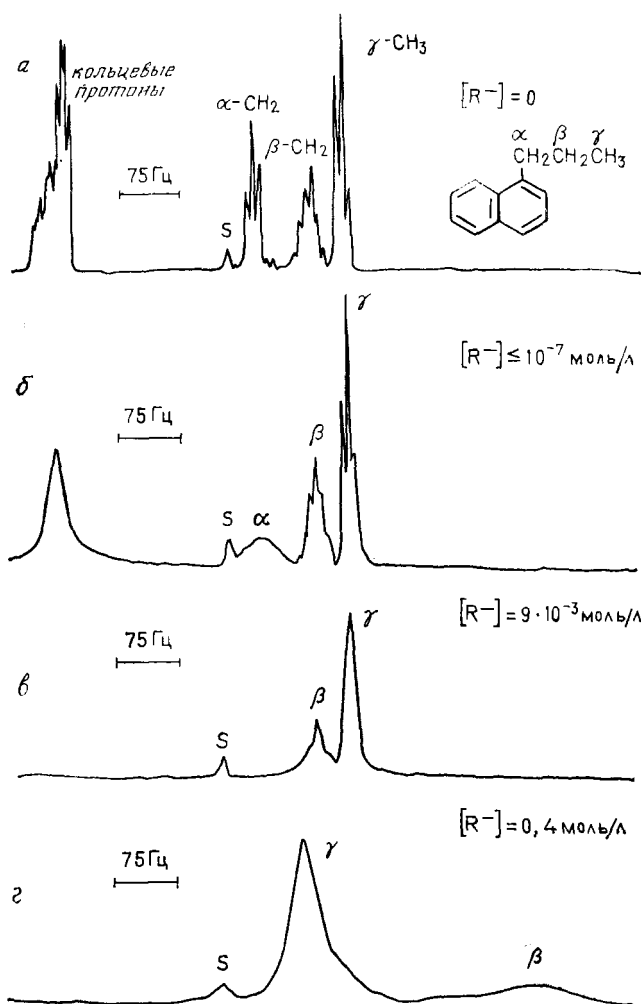 а
кольцевые
протоны
75 Гц
S
α-CH₂
β-CH₂
γ-CH₃
[R⁻] = 0
α β γ
CH₂CH₂CH₃
б
75 Гц
S
α
β
γ
[R⁻] ≤ 10⁻⁷ моль/л
в
75 Гц
S
β
γ
[R⁻] = 9·10⁻³ моль/л
г
75 Гц
S
γ
β
[R⁻] = 0,4 моль/л